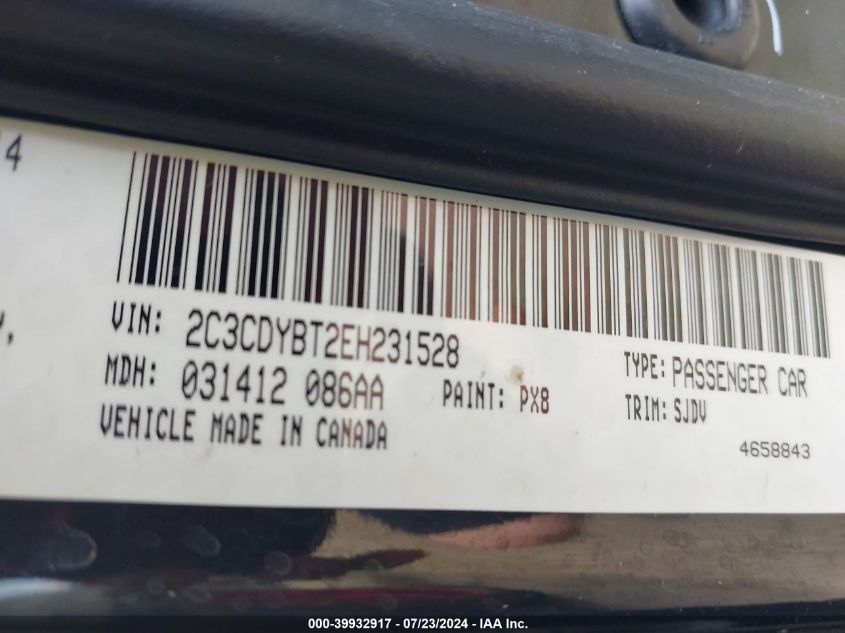 4
VIN: 2C3CDYBT2EH231528
TYPE: PASSENGER CAR
MDH: 031412 086AA
PAINT: PX8
TRIM: SJDV
VEHICLE MADE IN CANADA
4658843
000-39932917 - 07/23/2024 - IAA Inc.